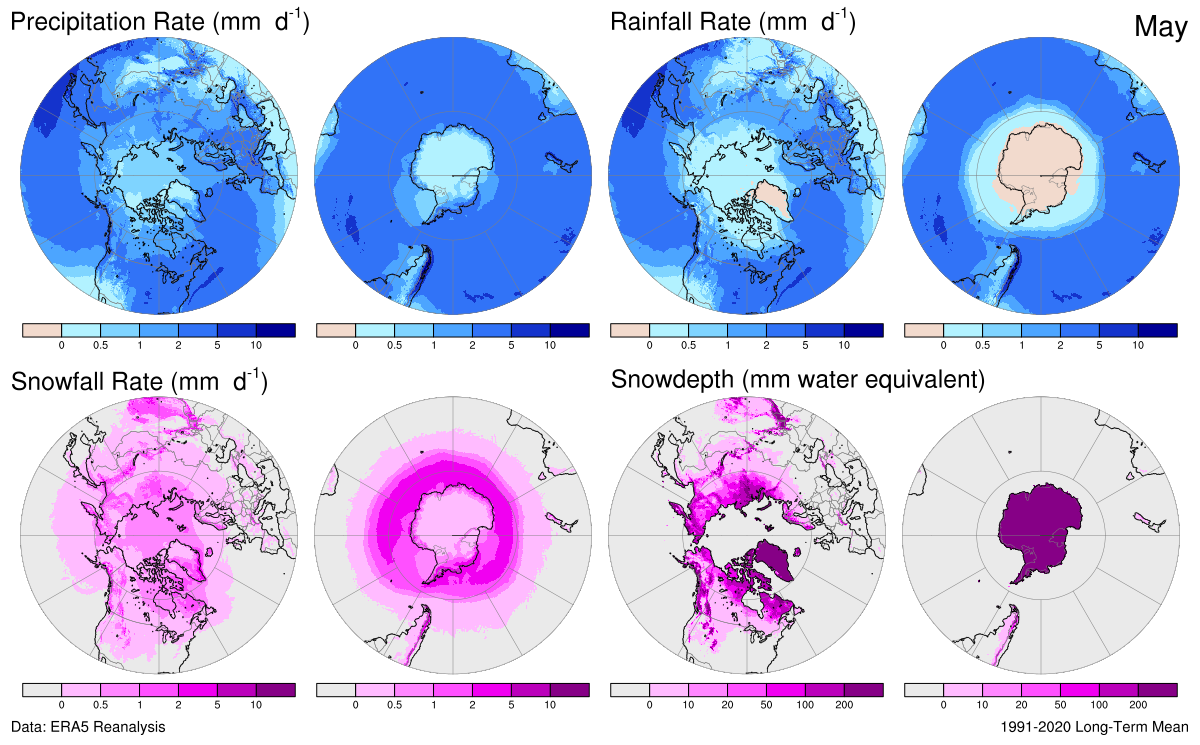 Precipitation Rate (mm d-1)
Rainfall Rate (mm d-1)
May
0 0.5 1 2 5 10
0 0.5 1 2 5 10
0 0.5 1 2 5 10
0 0.5 1 2 5 10
Snowfall Rate (mm d-1)
Snowdepth (mm water equivalent)
0 0.5 1 2 5 10
0 0.5 1 2 5 10
0 10 20 50 100 200
0 10 20 50 100 200
Data: ERA5 Reanalysis
1991-2020 Long-Term Mean